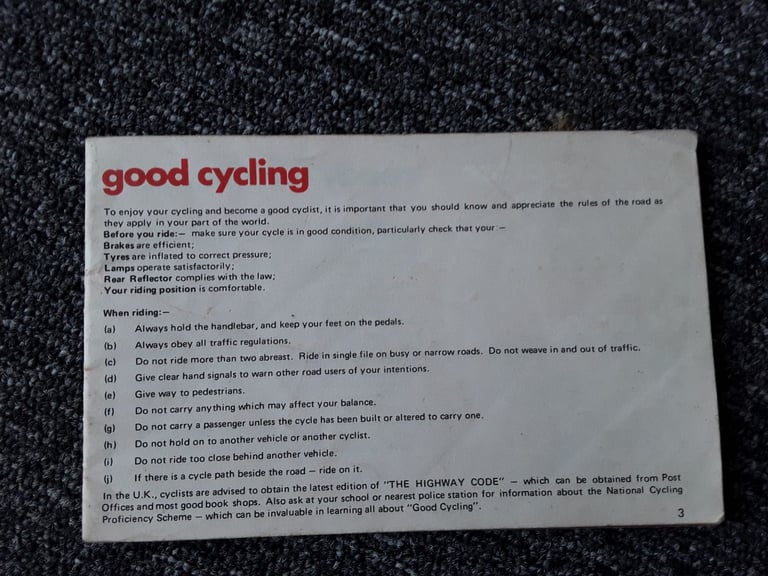 good cycling
To enjoy your cycling and become a good cyclist, it is important that you should know and appreciate the rules of the road as
they apply in your part of the world.
Before you ride:— make sure your cycle is in good condition, particularly check that your —
Brakes are efficient;
Tyres are inflated to correct pressure;
Lamps operate satisfactorily;
Rear Reflector complies with the law;
Your riding position is comfortable.
When riding:—
(a) Always hold the handlebar, and keep your feet on the pedals.
(b) Always obey all traffic regulations.
(c) Do not ride more than two abreast. Ride in single file on busy or narrow roads. Do not weave in and out of traffic.
(d) Give clear hand signals to warn other road users of your intentions.
(e) Give way to pedestrians.
(f) Do not carry anything which may affect your balance.
(g) Do not carry a passenger unless the cycle has been built or altered to carry one.
(h) Do not hold on to another vehicle or another cyclist.
(i) Do not ride too close behind another vehicle.
(j) If there is a cycle path beside the road — ride on it.
In the U.K., cyclists are advised to obtain the latest edition of "THE HIGHWAY CODE" — which can be obtained from Post
Offices and most good book shops. Also ask at your school or nearest police station for information about the National Cycling
Proficiency Scheme — which can be invaluable in learning all about "Good Cycling".
3